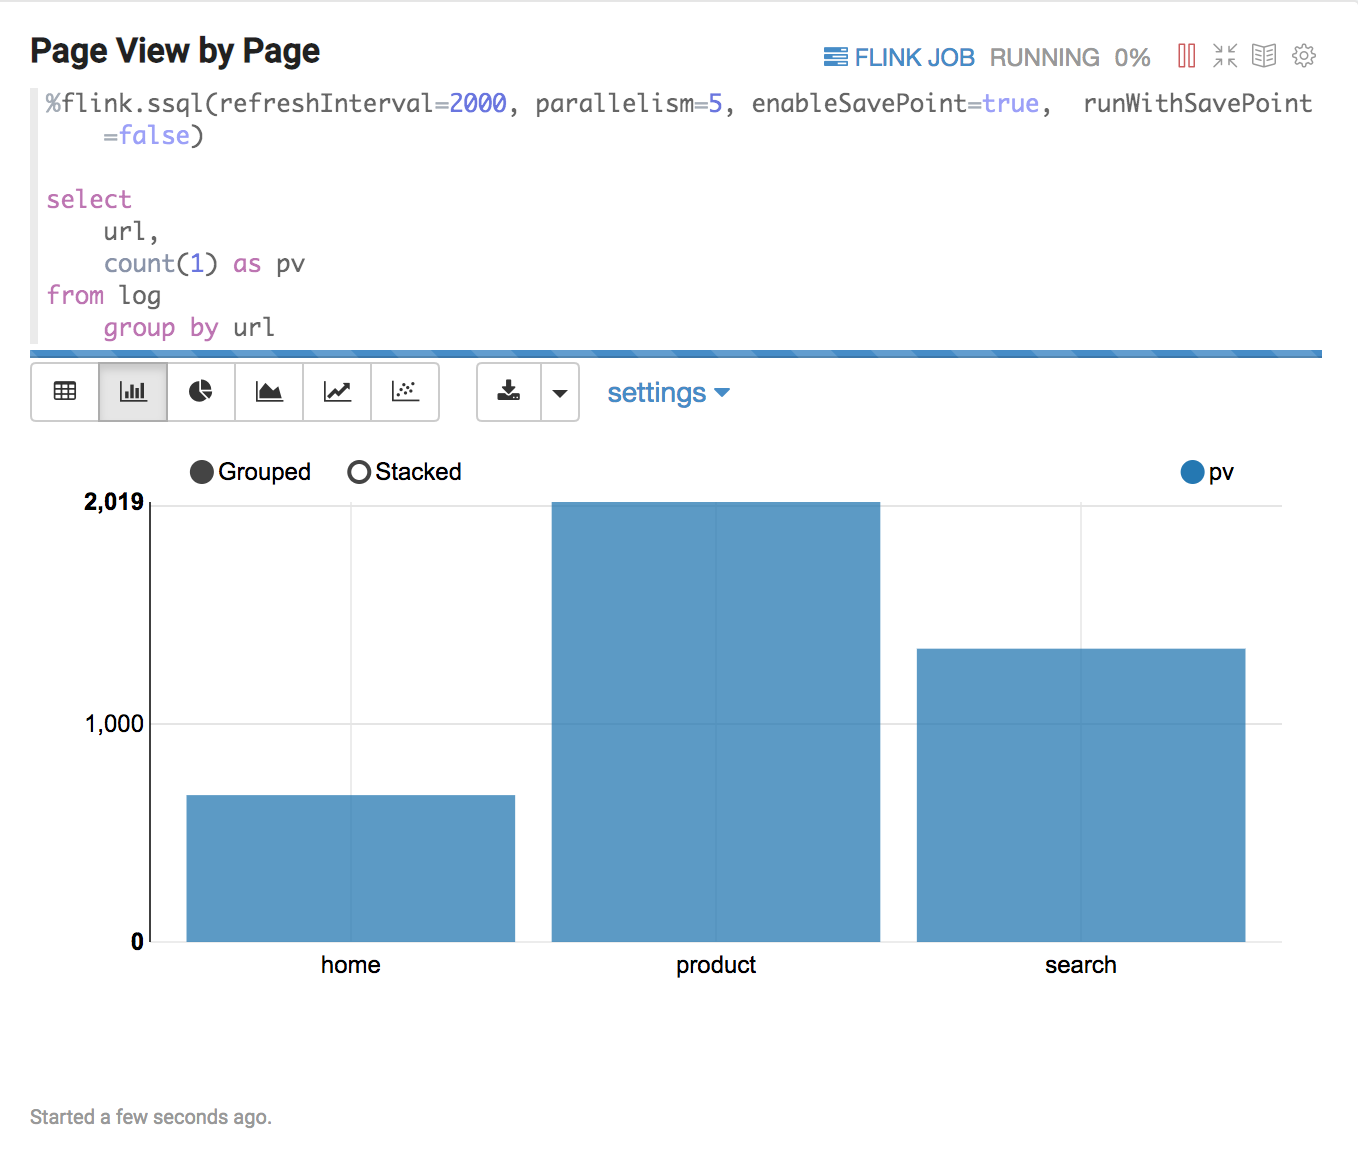 Page View by Page
FLINK JOB RUNNING 0%
%flink.ssql(refreshInterval=2000, parallelism=5, enableSavePoint=true,  runWithSavePoint
=false)
select
url,
count(1) as pv
from log
group by url
settings
Grouped Stacked pv
2,019
1,000
0
home product search
Started a few seconds ago.